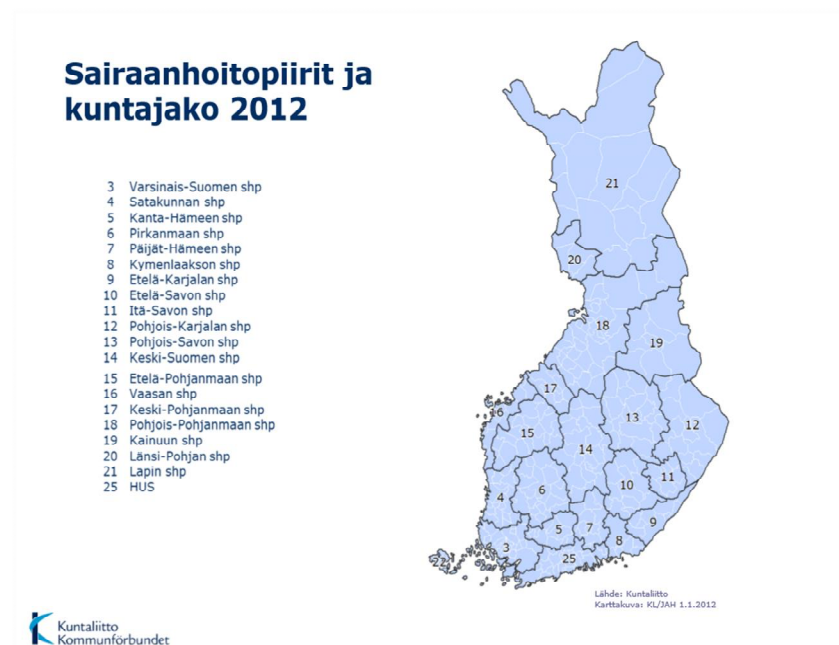 Sairaanhoitopiirit ja
kuntajako 2012
3 Varsinais-Suomen shp
4 Satakunnan shp
5 Kanta-Hämeen shp
6 Pirkanmaan shp
7 Päijät-Hämeen shp
8 Kymenlaakson shp
9 Etelä-Karjalan shp
10 Etelä-Savon shp
11 Itä-Savon shp
12 Pohjois-Karjalan shp
13 Pohjois-Savon shp
14 Keski-Suomen shp
15 Etelä-Pohjanmaan shp
16 Vaasan shp
17 Keski-Pohjanmaan shp
18 Pohjois-Pohjanmaan shp
19 Kainuun shp
20 Länsi-Pohjan shp
21 Lapin shp
25 HUS
21
20
18
19
17
16
15
13
12
14
11
10
6
4
9
5
7
8
3
25
22
Lähde: Kuntaliitto
Karttakuva: KL/JAH 1.1.2012
Kuntaliitto
Kommunförbundet